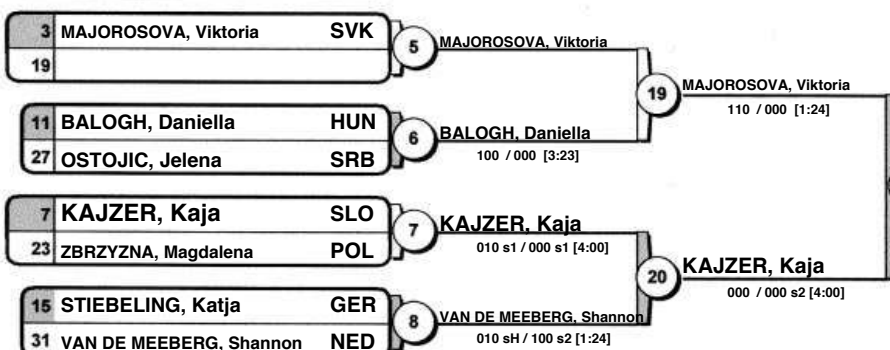 3 MAJOROSOVA, Viktoria SVK
19
5
MAJOROSOVA, Viktoria
11 BALOGH, Daniella HUN
27 OSTOJIC, Jelena SRB
6
BALOGH, Daniella
100 / 000 [3:23]
19
MAJOROSOVA, Viktoria
110 / 000 [1:24]
7 KAJZER, Kaja SLO
23 ZBRZYZNA, Magdalena POL
7
KAJZER, Kaja
010 s1 / 000 s1 [4:00]
15 STIEBELING, Katja GER
31 VAN DE MEEBERG, Shannon NED
8
VAN DE MEEBERG, Shannon
010 sH / 100 s2 [1:24]
20
KAJZER, Kaja
000 / 000 s2 [4:00]